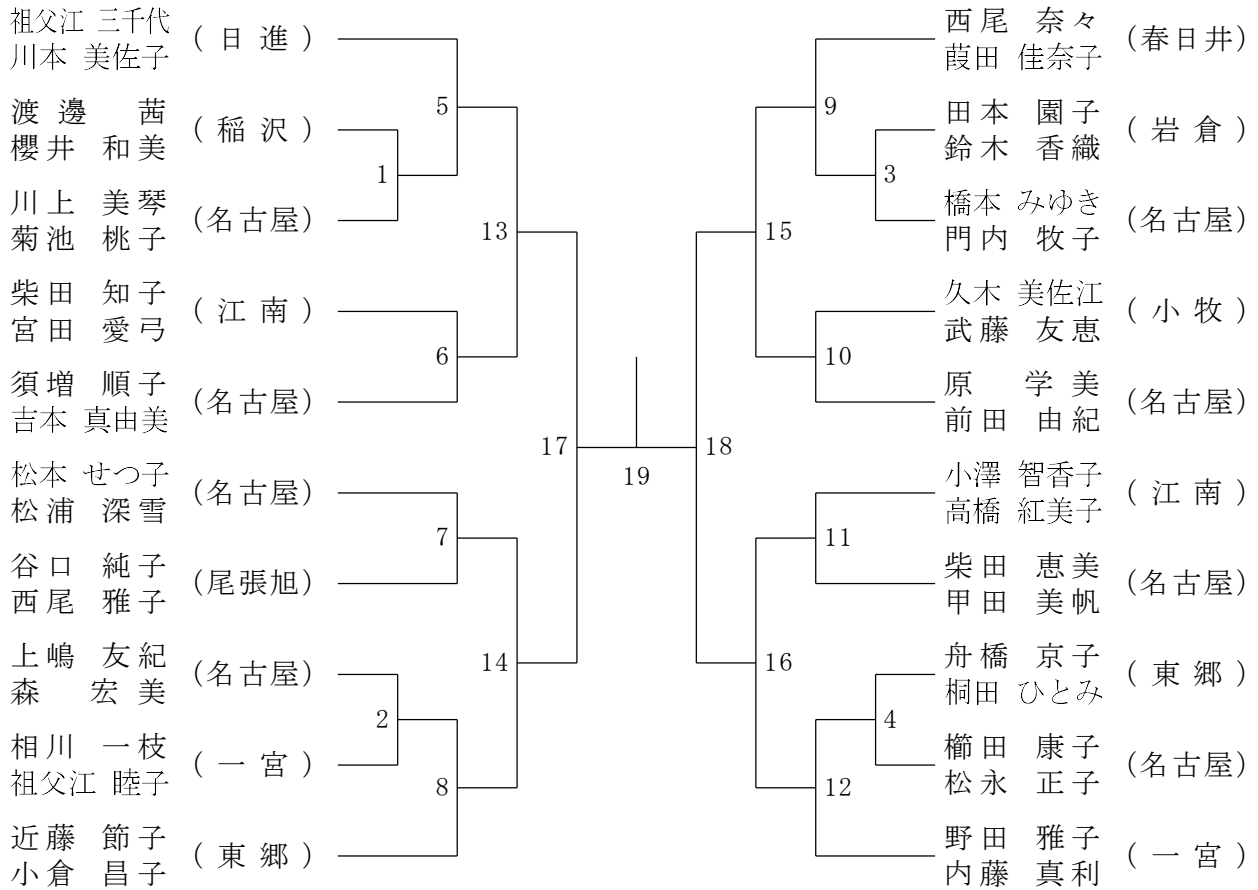 祖父江 三千代
川本 美佐子
(日進)
渡邊 茜
櫻井 和美
(稲沢)
川上 美琴
菊池 桃子
(名古屋)
柴田 知子
宮田 愛弓
(江南)
須増 順子
吉本 真由美
(名古屋)
松本 せつ子
松浦 深雪
(名古屋)
谷口 純子
西尾 雅子
(尾張旭)
上嶋 友紀
森 宏美
(名古屋)
相川 一枝
祖父江 睦子
(一宮)
近藤 節子
小倉 昌子
(東郷)
5
1
13
6
17
7
14
2
8
19
9
3
15
10
18
11
16
4
12
西尾 奈々
葭田 佳奈子
(春日井)
田本 園子
鈴木 香織
(岩倉)
橋本 みゆき
門内 牧子
(名古屋)
久木 美佐江
武藤 友恵
(小牧)
原 学美
前田 由紀
(名古屋)
小澤 智香子
高橋 紅美子
(江南)
柴田 恵美
甲田 美帆
(名古屋)
舟橋 京子
桐田 ひとみ
(東郷)
櫛田 康子
松永 正子
(名古屋)
野田 雅子
内藤 真利
(一宮)